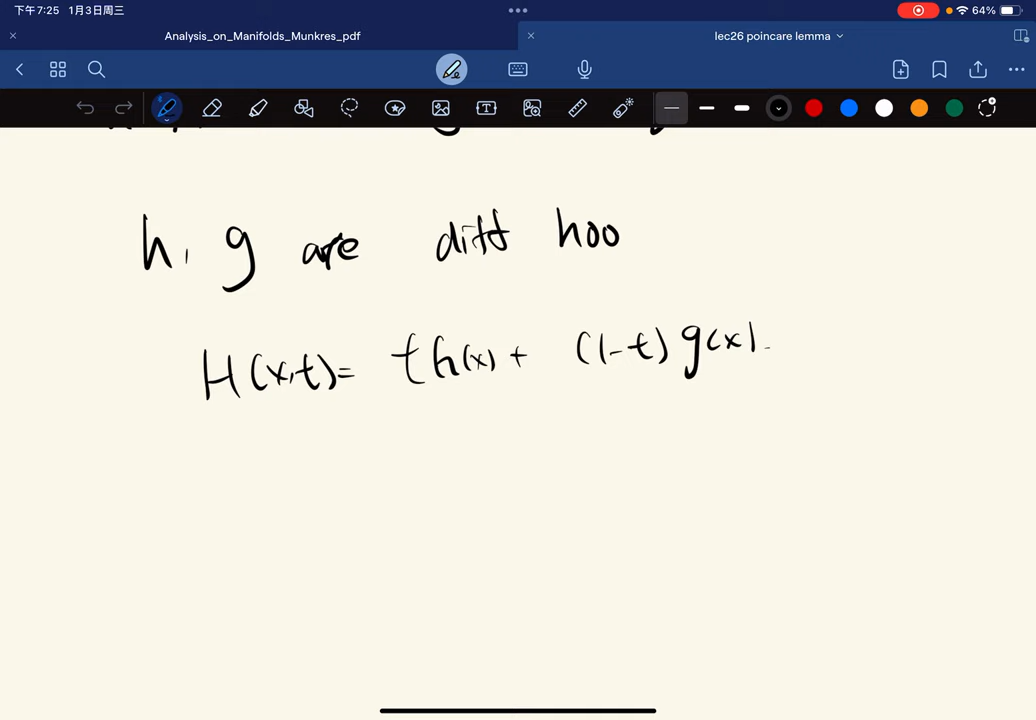 下午7:25 1月3日周三
64%
Analysis_on_Manifolds_Munkres_pdf
lec26 poincare lemma
h, g are diff hoo
H(x,t)= th(x) + (1-t) g(x).